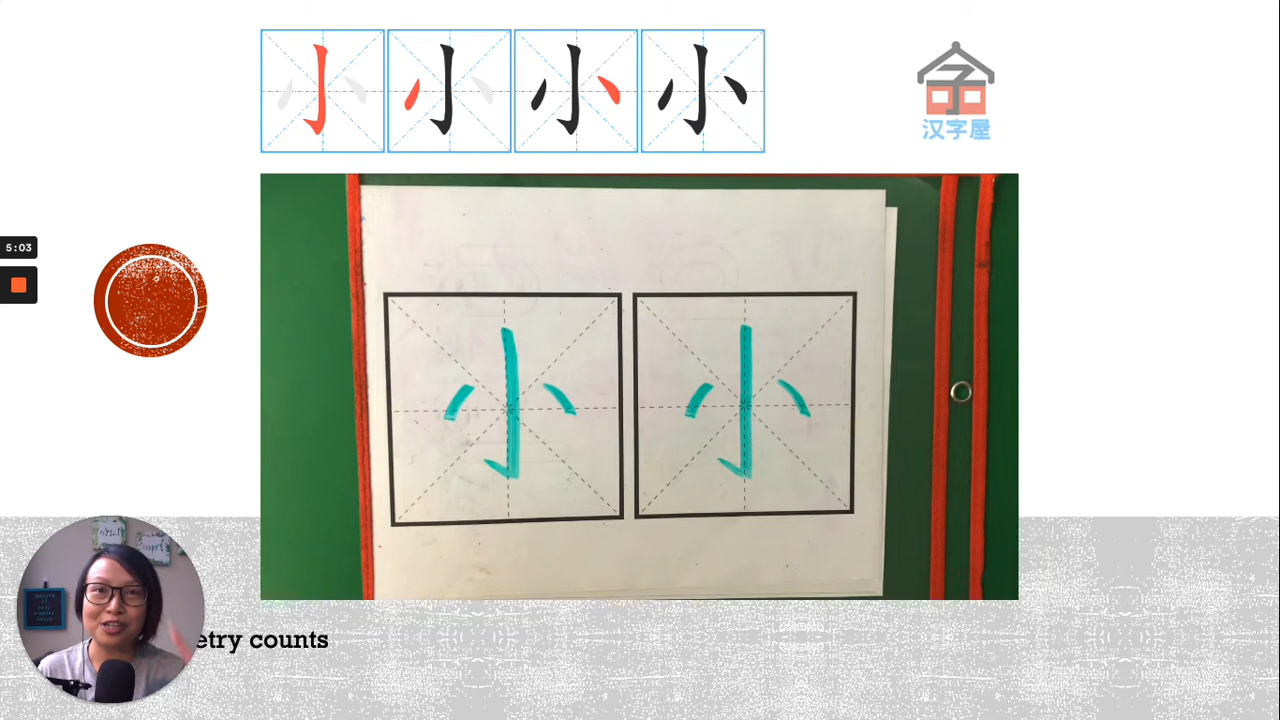 小 小 小 小
汉字屋
5:03
小 小
etry counts